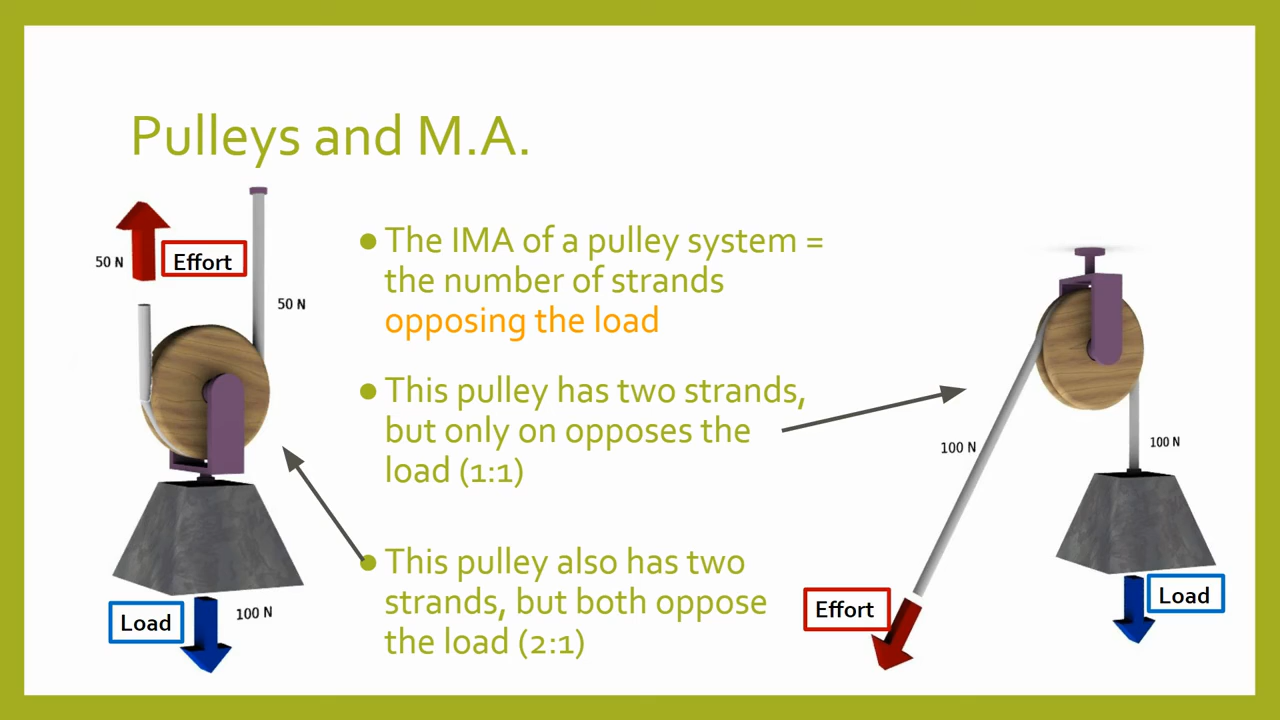 Pulleys and M.A.
50 N
Effort
50 N
● The IMA of a pulley system =
the number of strands
opposing the load
● This pulley has two strands,
but only on opposes the
load (1:1)
● This pulley also has two
strands, but both oppose
the load (2:1)
Load
100 N
100 N
100 N
Effort
Load